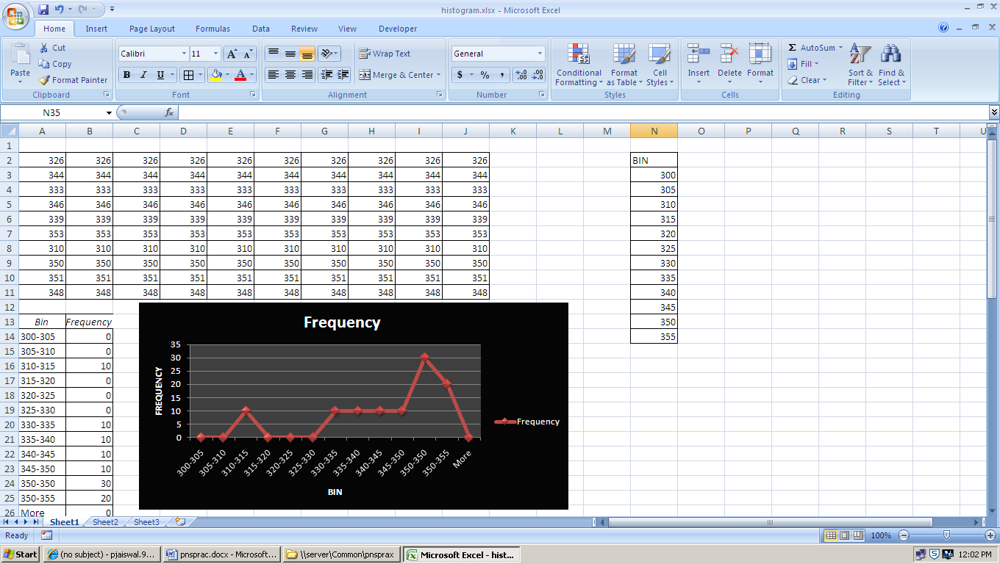 histogram.xlsx - Microsoft Excel
Home Insert Page Layout Formulas Data Review View Developer
Paste Cut Copy Format Painter
Calibri 11
B I U
Wrap Text
Merge & Center
General
$ % ,
Conditional Formatting
Format as Table
Cell Styles
Insert Delete Format
Σ AutoSum
Fill
Clear
Sort & Filter
Find & Select
Clipboard Font Alignment Number Styles Cells Editing
N35 fx
A B C D E F G H I J K L M N O P Q R S T U
1
2 326 326 326 326 326 326 326 326 326 326 BIN
3 344 344 344 344 344 344 344 344 344 344 300
4 333 333 333 333 333 333 333 333 333 333 305
5 346 346 346 346 346 346 346 346 346 346 310
6 339 339 339 339 339 339 339 339 339 339 315
7 353 353 353 353 353 353 353 353 353 353 320
8 310 310 310 310 310 310 310 310 310 310 325
9 350 350 350 350 350 350 350 350 350 350 330
10 351 351 351 351 351 351 351 351 351 351 335
11 348 348 348 348 348 348 348 348 348 348 340
12 345
13 Bin Frequency 350
14 300-305 0 355
15 305-310 0
16 310-315 10
17 315-320 0
18 320-325 0
19 325-330 0
20 330-335 10
21 335-340 10
22 340-345 10
23 345-350 10
24 350-350 30
25 350-355 20
26 More 0
Frequency
35
30
25
20
15
10
5
0
FREQUENCY
300-305 305-310 310-315 315-320 320-325 325-330 330-335 335-340 340-345 345-350 350-350 350-355 More
BIN
Frequency
Sheet1 Sheet2 Sheet3
Ready 100%
Start (no subject) - pjaiswal.9... pnsprac.docx - Microsoft... \\server\Common\pnsprax Microsoft Excel - hist... 12:02 PM